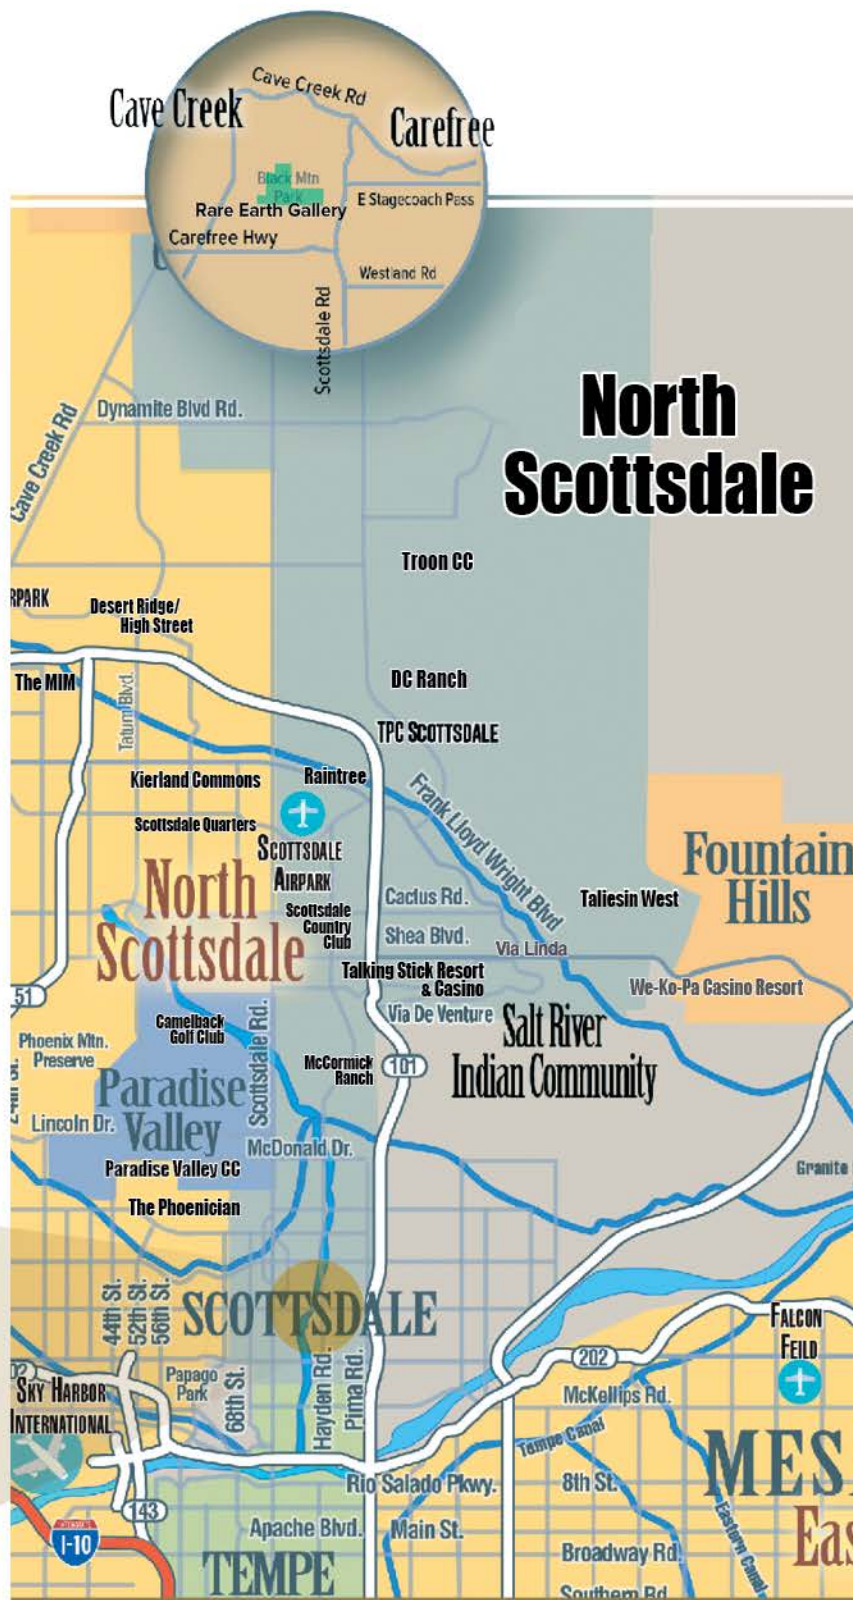 Cave Creek Rd
Cave Creek
Carefree
Black Mtn
Park
E Stagecoach Pass
Rare Earth Gallery
Carefree Hwy
Westland Rd
Scottsdale Rd
North
Scottsdale
Dynamite Blvd Rd.
Cave Creek Rd
Troon CC
RPARK
Desert Ridge/
High Street
The MIM
Tatum Blvd.
DC Ranch
TPC SCOTTSDALE
Kierland Commons
Raintree
Frank Lloyd Wright Blvd
Scottsdale Quarters
SCOTTSDALE
AIRPARK
Fountain
Hills
North
Scottsdale
Cactus Rd.
Taliesin West
Scottsdale
Country
Club
Shea Blvd.
Via Linda
Talking Stick Resort
& Casino
We-Ko-Pa Casino Resort
51
Via De Venture
Salt River
Indian Community
Camelback
Golf Club
Scottsdale Rd.
Phoenix Mtn.
Preserve
McCormick
Ranch
101
24th St.
Paradise
Valley
Lincoln Dr.
McDonald Dr.
Paradise Valley CC
Granite
The Phoenician
44th St.
52th St.
56th St.
SCOTTSDALE
FALCON
FEILD
202
02
SKY HARBOR
INTERNATIONAL
Papago
Park
68th St.
Hayden Rd.
Pima Rd.
McKellips Rd.
Tempe Canal
MES
Rio Salado Pkwy.
8th St.
143
I-10
Apache Blvd.
Main St.
Eastern Canal
Eas
Broadway Rd.
TEMPE
Southern Rd